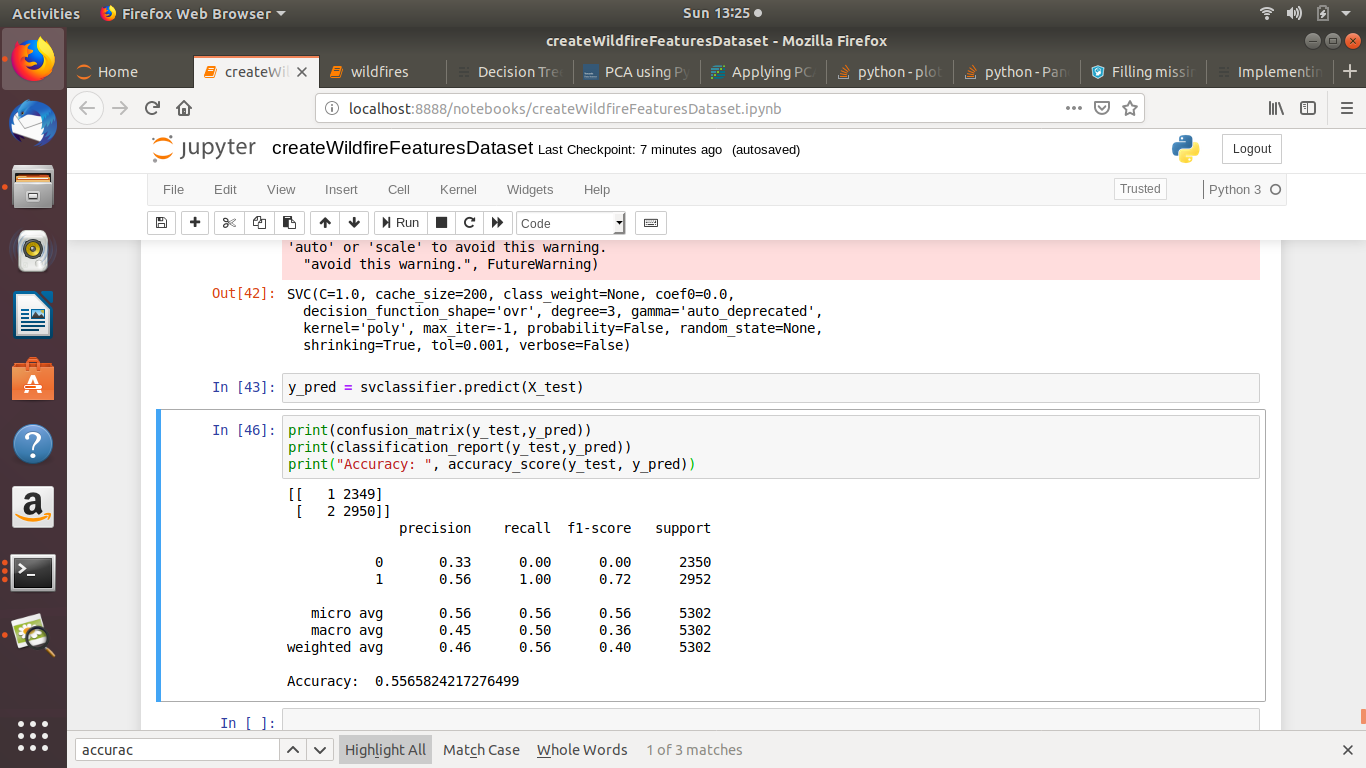 Activities Firefox Web Browser Sun 13:25
createWildfireFeaturesDataset - Mozilla Firefox
Home createWil wildfires Decision Tre PCA using Py Applying PC python - plot python - Pan Filling missi Implementin
localhost:8888/notebooks/createWildfireFeaturesDataset.ipynb
jupyter createWildfireFeaturesDataset Last Checkpoint: 7 minutes ago (autosaved) Logout
File Edit View Insert Cell Kernel Widgets Help Trusted Python 3
Run Code
'auto' or 'scale' to avoid this warning.
"avoid this warning.", FutureWarning)
Out[42]: SVC(C=1.0, cache_size=200, class_weight=None, coef0=0.0,
decision_function_shape='ovr', degree=3, gamma='auto_deprecated',
kernel='poly', max_iter=-1, probability=False, random_state=None,
shrinking=True, tol=0.001, verbose=False)
In [43]: y_pred = svclassifier.predict(X_test)
In [46]: print(confusion_matrix(y_test,y_pred))
print(classification_report(y_test,y_pred))
print("Accuracy: ", accuracy_score(y_test, y_pred))
[[   1 2349]
[   2 2950]]
precision recall f1-score support
0 0.33 0.00 0.00 2350
1 0.56 1.00 0.72 2952
micro avg 0.56 0.56 0.56 5302
macro avg 0.45 0.50 0.36 5302
weighted avg 0.46 0.56 0.40 5302
Accuracy:  0.5565824217276499
In [ ]:
accurac Highlight All Match Case Whole Words 1 of 3 matches